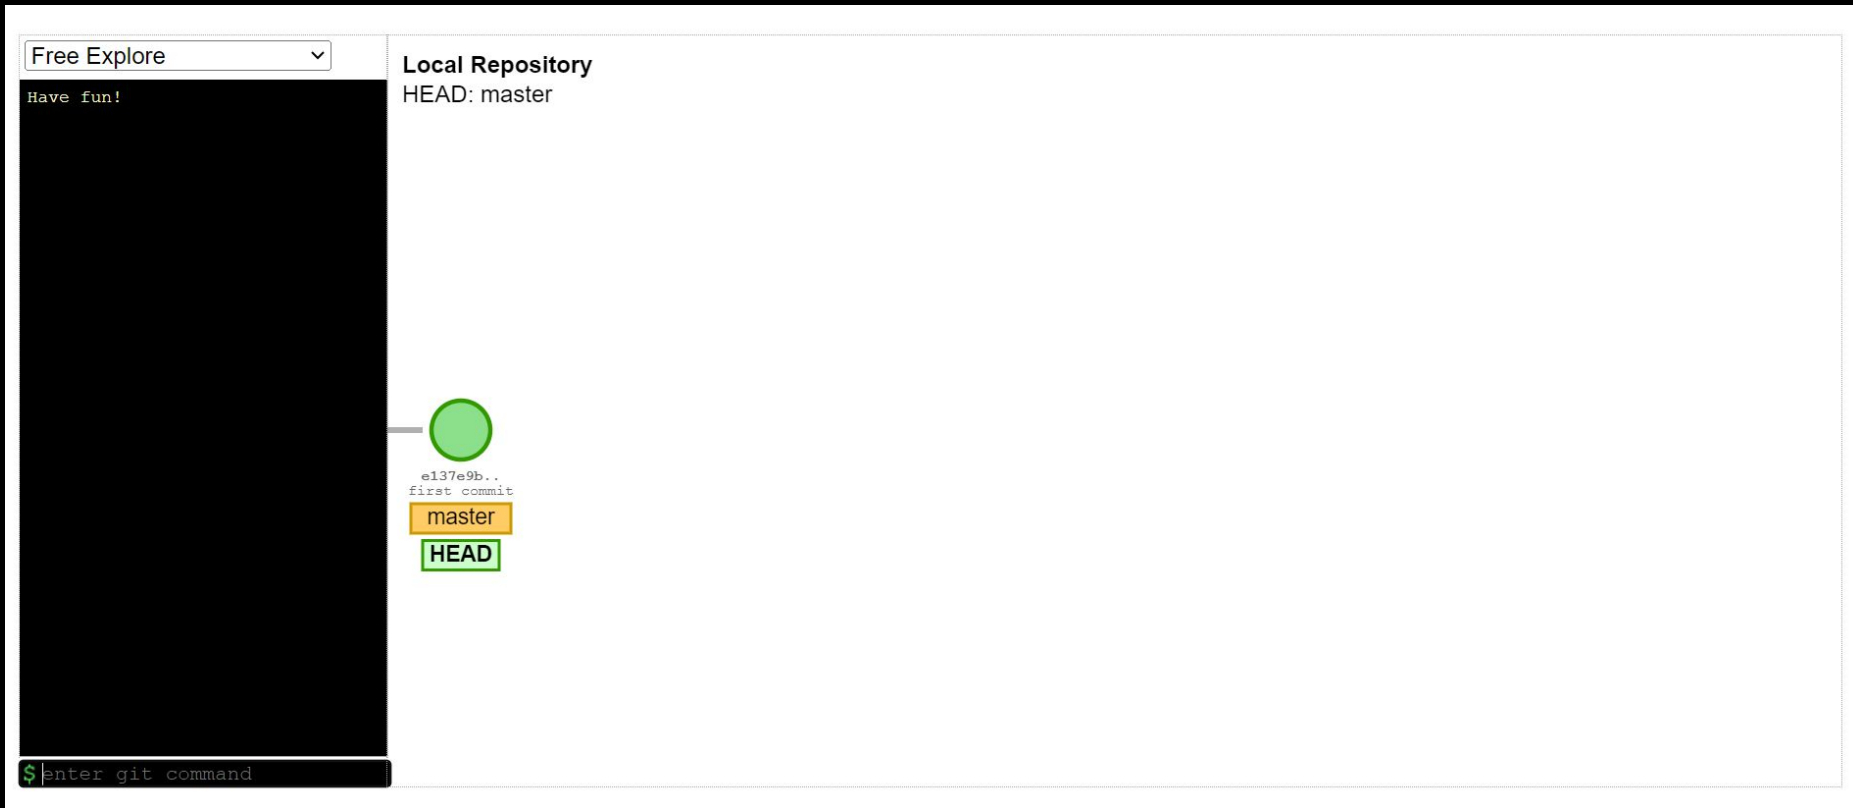 Free Explore
Have fun!
$ enter git command
Local Repository
HEAD: master
e137e9b..
first commit
master
HEAD